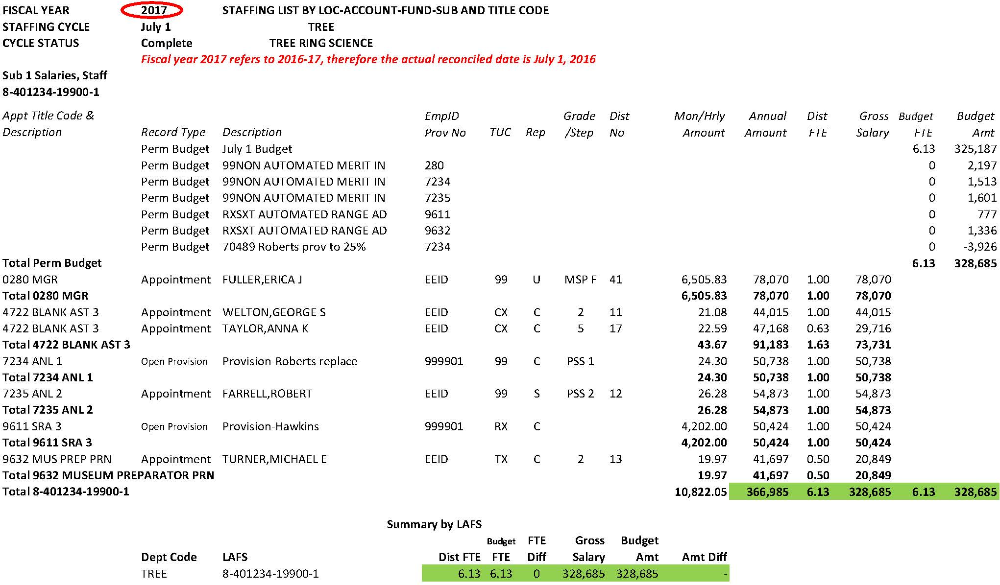 FISCAL YEAR 2017 STAFFING LIST BY LOC-ACCOUNT-FUND-SUB AND TITLE CODE
STAFFING CYCLE July 1 TREE
CYCLE STATUS Complete TREE RING SCIENCE
Fiscal year 2017 refers to 2016-17, therefore the actual reconciled date is July 1, 2016
Sub 1 Salaries, Staff
8-401234-19900-1
Appt Title Code & EmpID Grade Dist Mon/Hrly Annual Dist Gross Budget Budget
Description Record Type Description Prov No TUC Rep /Step No Amount Amount FTE Salary FTE Amt
Perm Budget July 1 Budget 6.13 325,187
Perm Budget 99NON AUTOMATED MERIT IN 280 0 2,197
Perm Budget 99NON AUTOMATED MERIT IN 7234 0 1,513
Perm Budget 99NON AUTOMATED MERIT IN 7235 0 1,601
Perm Budget RXSXT AUTOMATED RANGE AD 9611 0 777
Perm Budget RXSXT AUTOMATED RANGE AD 9632 0 1,336
Perm Budget 70489 Roberts prov to 25% 7234 0 -3,926
Total Perm Budget 6.13 328,685
0280 MGR Appointment FULLER,ERICA J EEID 99 U MSP F 41 6,505.83 78,070 1.00 78,070
Total 0280 MGR 6,505.83 78,070 1.00 78,070
4722 BLANK AST 3 Appointment WELTON,GEORGE S EEID CX C 2 11 21.08 44,015 1.00 44,015
4722 BLANK AST 3 Appointment TAYLOR,ANNA K EEID CX C 5 17 22.59 47,168 0.63 29,716
Total 4722 BLANK AST 3 43.67 91,183 1.63 73,731
7234 ANL 1 Open Provision Provision-Roberts replace 999901 99 C PSS 1 24.30 50,738 1.00 50,738
Total 7234 ANL 1 24.30 50,738 1.00 50,738
7235 ANL 2 Appointment FARRELL,ROBERT EEID 99 S PSS 2 12 26.28 54,873 1.00 54,873
Total 7235 ANL 2 26.28 54,873 1.00 54,873
9611 SRA 3 Open Provision Provision-Hawkins 999901 RX C 4,202.00 50,424 1.00 50,424
Total 9611 SRA 3 4,202.00 50,424 1.00 50,424
9632 MUS PREP PRN Appointment TURNER,MICHAEL E EEID TX C 2 13 19.97 41,697 0.50 20,849
Total 9632 MUSEUM PREPARATOR PRN 19.97 41,697 0.50 20,849
Total 8-401234-19900-1 10,822.05 366,985 6.13 328,685 6.13 328,685
Summary by LAFS
Budget FTE Gross Budget
Dept Code LAFS Dist FTE FTE Diff Salary Amt Amt Diff
TREE 8-401234-19900-1 6.13 6.13 0 328,685 328,685 -